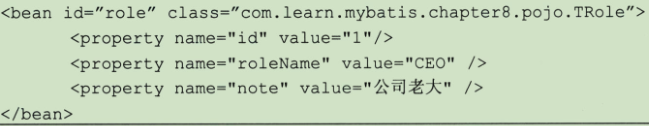 <bean id=”role” class=”com.learn.mybatis.chapter8.pojo.TRole”>
<property name="id" value="1"/>
<property name="roleName" value="CEO" />
<property name="note" value="公司老大" />
</bean>